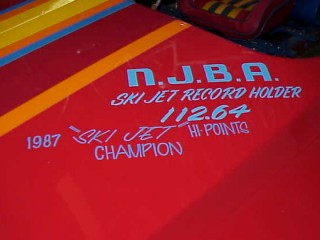 N.J.B.A.
SKI JET RECORD HOLDER
112.64
1987 "SKI JET" HI-POINTS
CHAMPION